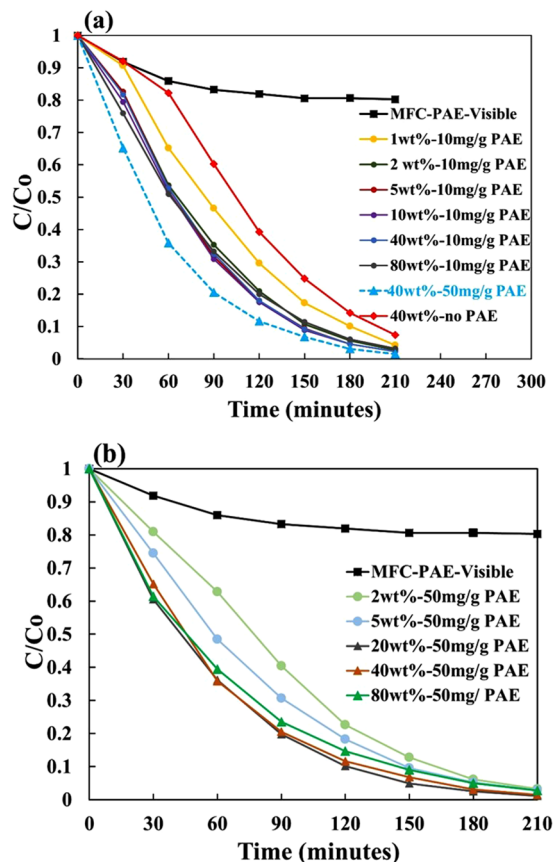 (a)
1
0.9
0.8
0.7
0.6
0.5
0.4
0.3
0.2
0.1
0
C/Co
MFC-PAE-Visible
1wt%-10mg/g PAE
2 wt%-10mg/g PAE
5wt%-10mg/g PAE
10wt%-10mg/g PAE
40wt%-10mg/g PAE
80wt%-10mg/g PAE
40wt%-50mg/g PAE
40wt%-no PAE
0 30 60 90 120 150 180 210 240 270 300
Time (minutes)
(b)
1
0.9
0.8
0.7
0.6
0.5
0.4
0.3
0.2
0.1
0
C/Co
MFC-PAE-Visible
2wt%-50mg/g PAE
5wt%-50mg/g PAE
20wt%-50mg/g PAE
40wt%-50mg/g PAE
80wt%-50mg/ PAE
0 30 60 90 120 150 180 210
Time (minutes)